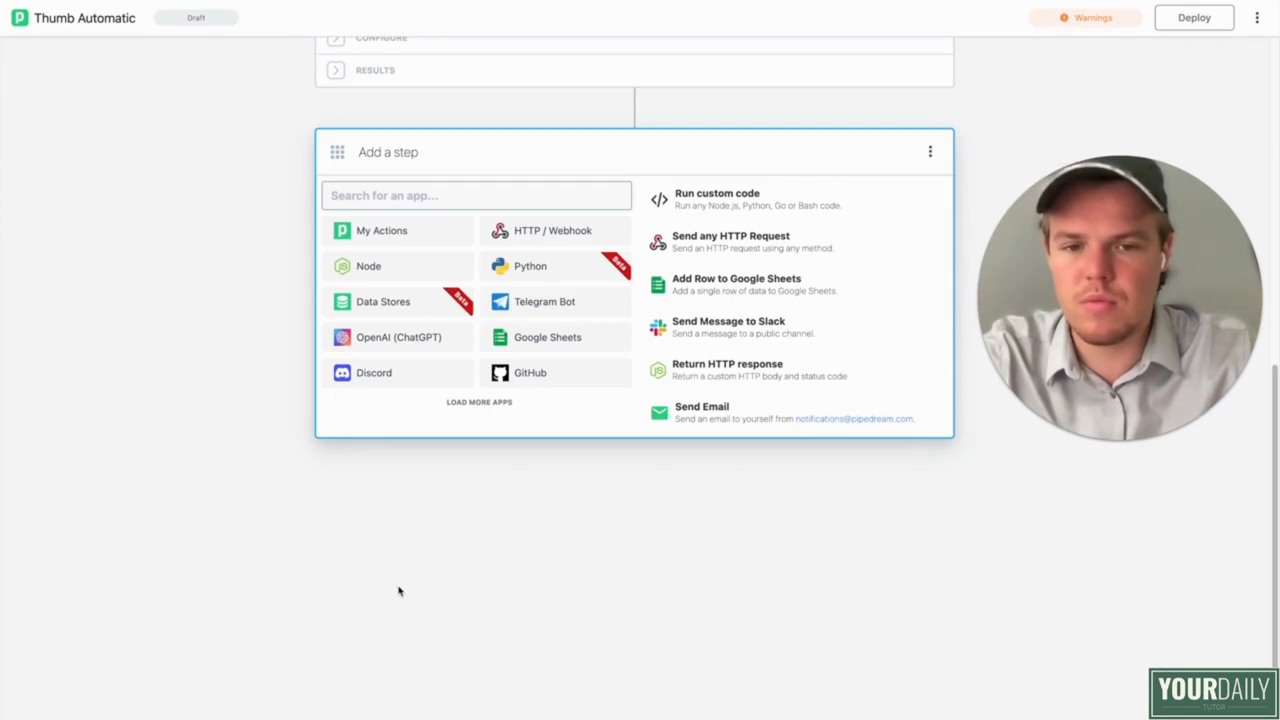 Thumb Automatic
Draft
Warnings
Deploy
CONFIGURE
RESULTS
Add a step
Search for an app...
My Actions
HTTP / Webhook
Node
Python
Beta
Data Stores
Beta
Telegram Bot
OpenAI (ChatGPT)
Google Sheets
Discord
GitHub
LOAD MORE APPS
Run custom code
Run any Node js, Python, Go or Bash code.
Send any HTTP Request
Send an HTTP request using any method.
Add Row to Google Sheets
Add a single row of data to Google Sheets.
Send Message to Slack
Send a message to a public channel.
Return HTTP response
Return a custom HTTP body and status code
Send Email
Send an email to yourself from notifications@pipedream.com.
YOURDAILY
TUTOR